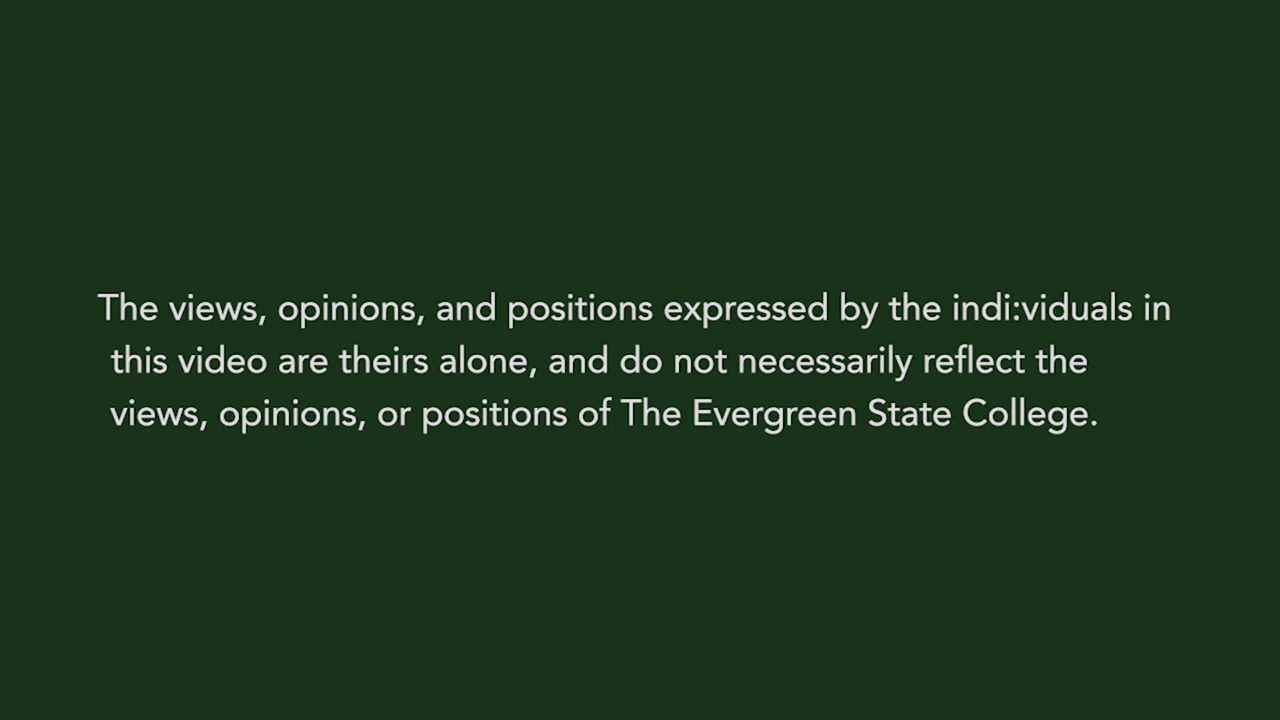 The views, opinions, and positions expressed by the indi:viduals in
this video are theirs alone, and do not necessarily reflect the
views, opinions, or positions of The Evergreen State College.